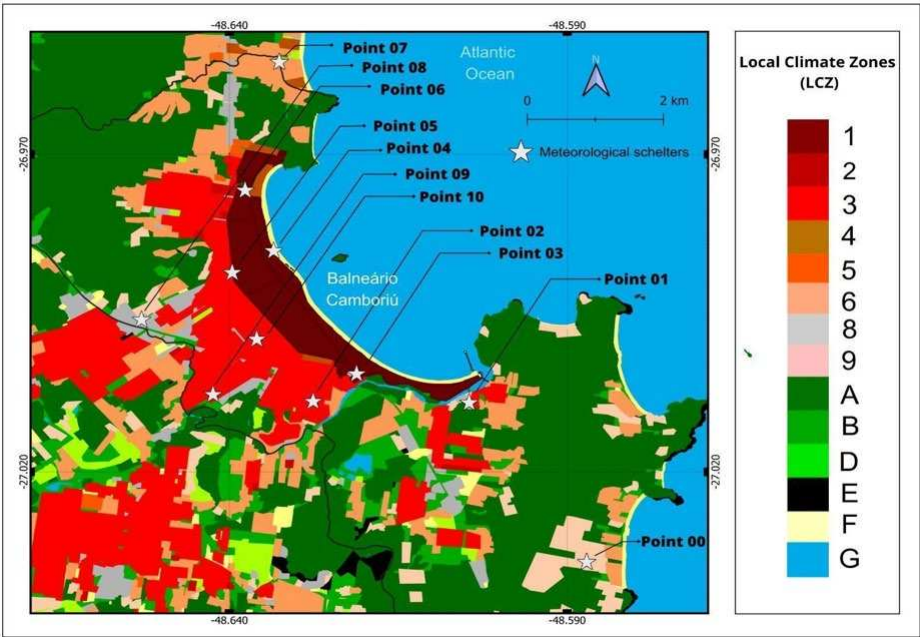 -48.640
-48.590
Point 07
Point 08
Point 06
Point 05
Point 04
Point 09
Point 10
Point 02
Point 03
Point 01
Point 00
Atlantic
Ocean
N
0
2 km
Meteorological schelters
Balneário
Camboriú
-26.970
-26.970
-27.020
-27.020
-48.640
-48.590
Local Climate Zones
(LCZ)
1
2
3
4
5
6
8
9
A
B
D
E
F
G